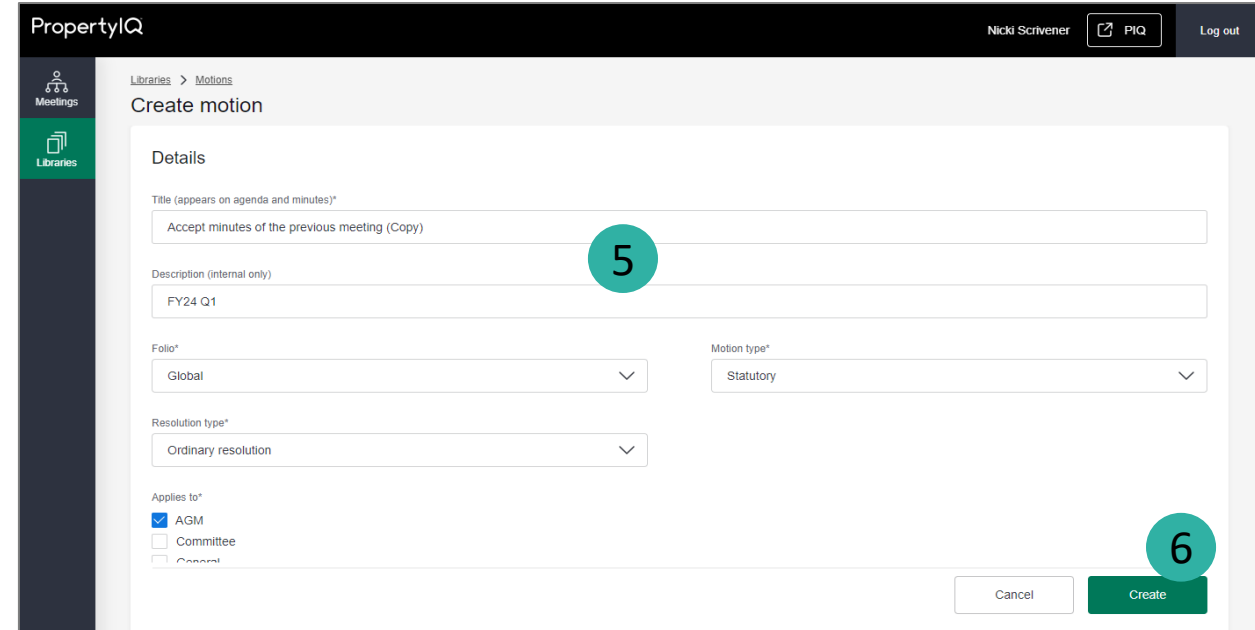 PropertyIQ
Nicki Scrivener
PIQ
Log out
Meetings
Libraries
Libraries > Motions
Create motion
Details
Title (appears on agenda and minutes)*
Accept minutes of the previous meeting (Copy)
5
Description (internal only)
FY24 Q1
Folio*
Motion type*
Global
Statutory
Resolution type*
Ordinary resolution
Applies to*
AGM
Committee
General
6
Cancel
Create